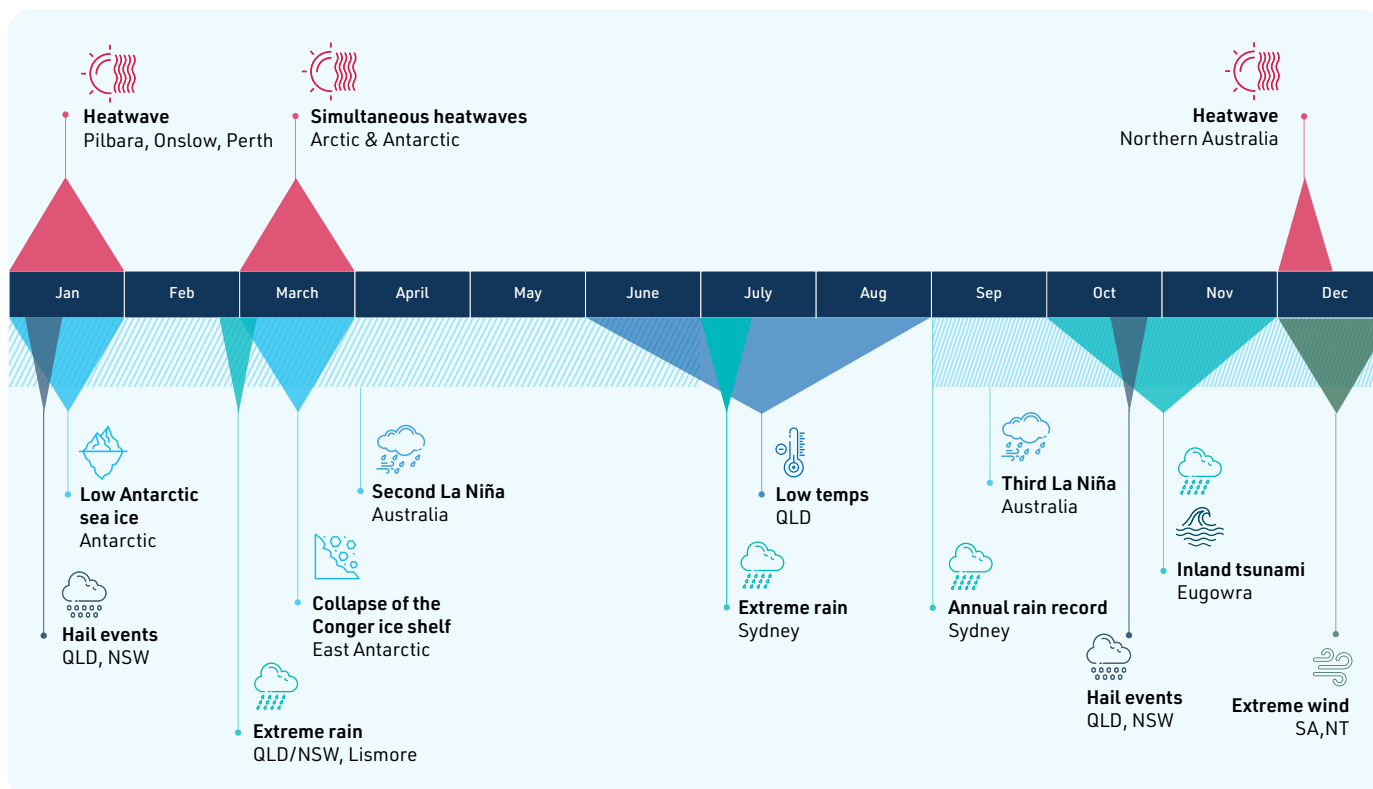 Heatwave
Pilbara, Onslow, Perth
Simultaneous heatwaves
Arctic & Antarctic
Heatwave
Northern Australia
Jan
Feb
March
April
May
June
July
Aug
Sep
Oct
Nov
Dec
Low Antarctic
sea ice
Antarctic
Hail events
QLD, NSW
Extreme rain
QLD/NSW, Lismore
Collapse of the
Conger ice shelf
East Antarctic
Second La Niña
Australia
Extreme rain
Sydney
Low temps
QLD
Annual rain record
Sydney
Third La Niña
Australia
Hail events
QLD, NSW
Inland tsunami
Eugowra
Extreme wind
SA,NT